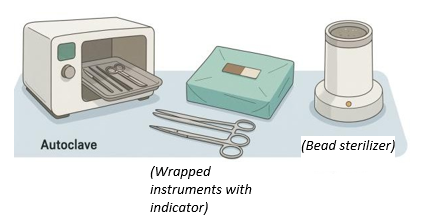 Autoclave
(Wrapped
instruments with
indicator)
(Bead sterilizer)